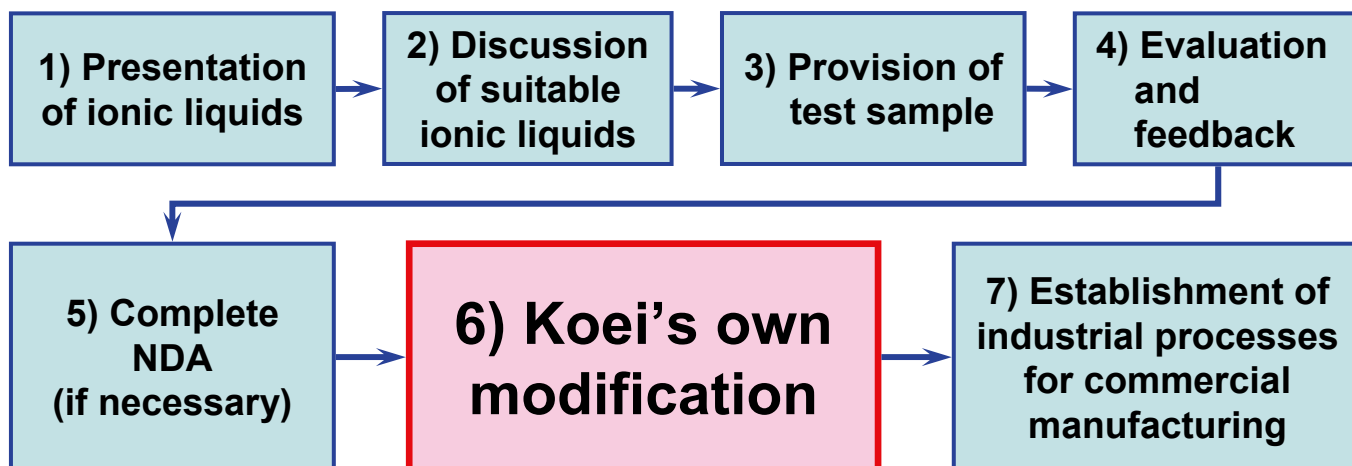 1) Presentation
of ionic liquids
2) Discussion
of suitable
ionic liquids
3) Provision of
test sample
4) Evaluation
and
feedback
5) Complete
NDA
(if necessary)
6) Koei’s own
modification
7) Establishment of
industrial processes
for commercial
manufacturing